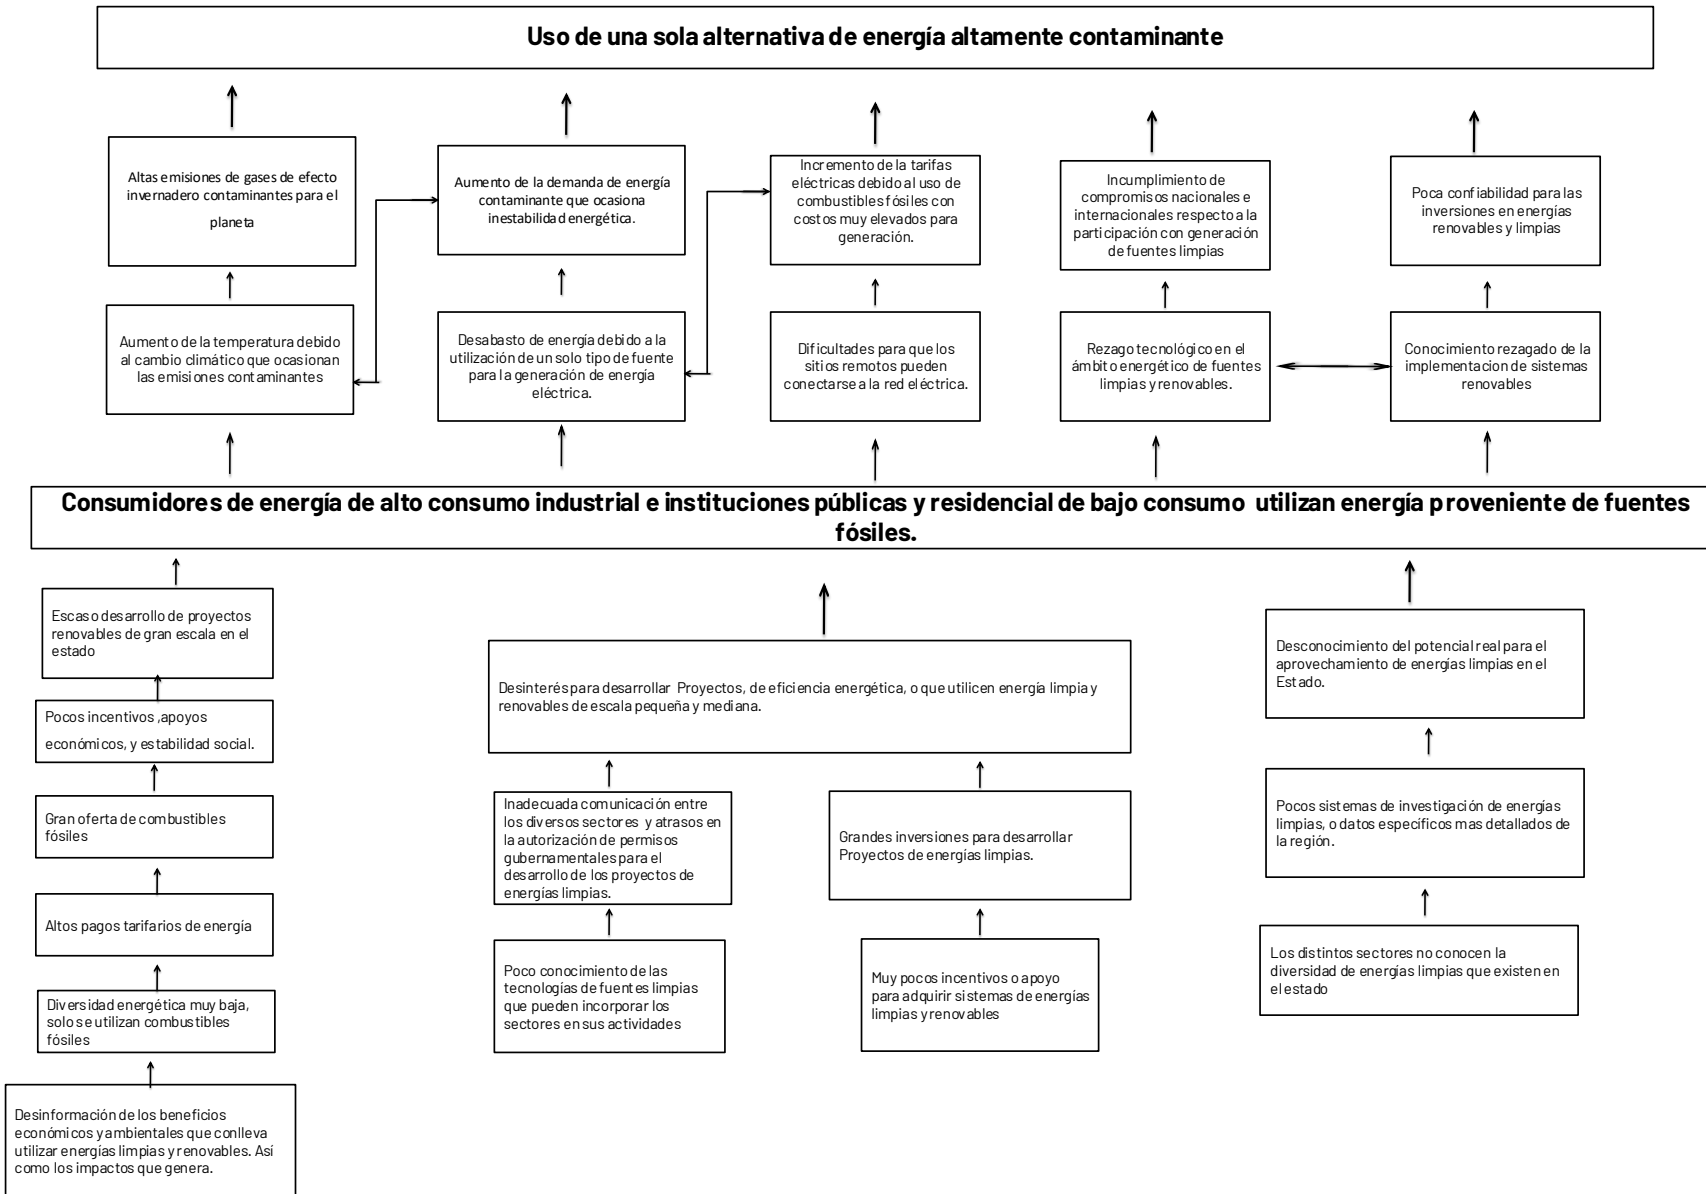 Uso de una sola alternativa de energía altamente contaminante
Altas emisiones de gases de efecto
invernadero contaminantes para el
planeta
Aumento de la demanda de energía
contaminante que ocasiona
inestabilidad energética.
Incremento de la tarifas
eléctricas debido al uso de
combustibles fósiles con
costos muy elevados para
generación.
Incumplimiento de
compromisos nacionales e
internacionales respecto a la
participación con generación
de fuentes limpias
Poca confiabilidad para las
inversiones en energías
renovables y limpias
Aumento de la temperatura debido
al cambio climático que ocasionan
las emisiones contaminantes
Desabasto de energía debido a la
utilización de un solo tipo de fuente
para la generación de energía
eléctrica.
Dificultades para que los
sitios remotos pueden
conectarse a la red eléctrica.
Rezago tecnológico en el
ámbito energético de fuentes
limpias y renovables.
Conocimiento rezagado de la
implementacion de sistemas
renovables
Consumidores de energía de alto consumo industrial e instituciones públicas y residencial de bajo consumo utilizan energía proveniente de fuentes
fósiles.
Escaso desarrollo de proyectos
renovables de gran escala en el
estado
Pocos incentivos ,apoyos
económicos, y estabilidad social.
Gran oferta de combustibles
fósiles
Altos pagos tarifarios de energía
Diversidad energética muy baja,
solo se utilizan combustibles
fósiles
Desinformación de los beneficios
económicos y ambientales que conlleva
utilizar energías limpias y renovables. Así
como los impactos que genera.
Desinterés para desarrollar Proyectos, de eficiencia energética, o que utilicen energía limpia y
renovables de escala pequeña y mediana.
Inadecuada comunicación entre
los diversos sectores y atrasos en
la autorización de permisos
gubernamentales para el
desarrollo de los proyectos de
energías limpias.
Poco conocimiento de las
tecnologías de fuentes limpias
que pueden incorporar los
sectores en sus actividades
Grandes inversiones para desarrollar
Proyectos de energías limpias.
Muy pocos incentivos o apoyo
para adquirir sistemas de energías
limpias y renovables
Desconocimiento del potencial real para el
aprovechamiento de energías limpias en el
Estado.
Pocos sistemas de investigación de energías
limpias, o datos específicos mas detallados de
la región.
Los distintos sectores no conocen la
diversidad de energías limpias que existen en
el estado